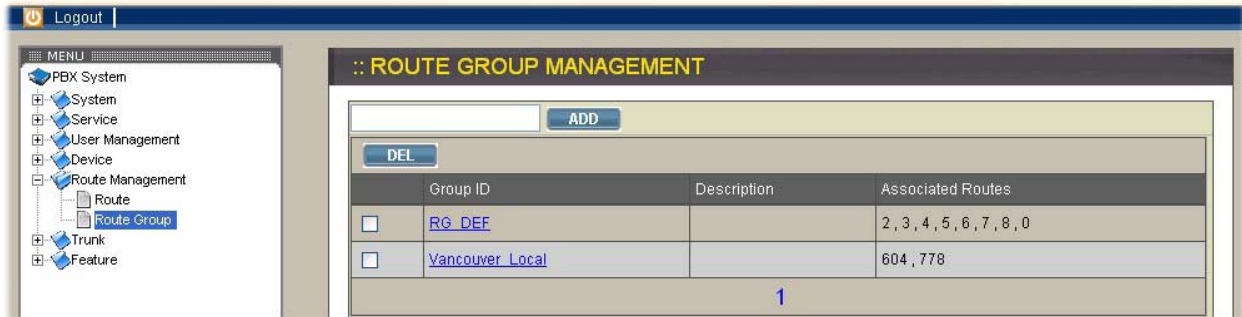 Logout
MENU
PBX System
System
Service
User Management
Device
Route Management
Route
Route Group
Trunk
Feature
:: ROUTE GROUP MANAGEMENT
ADD
DEL
Group ID Description Associated Routes
RG_DEF 2 , 3 , 4 , 5 , 6 , 7 , 8 , 0
Vancouver_Local 604 , 778
1